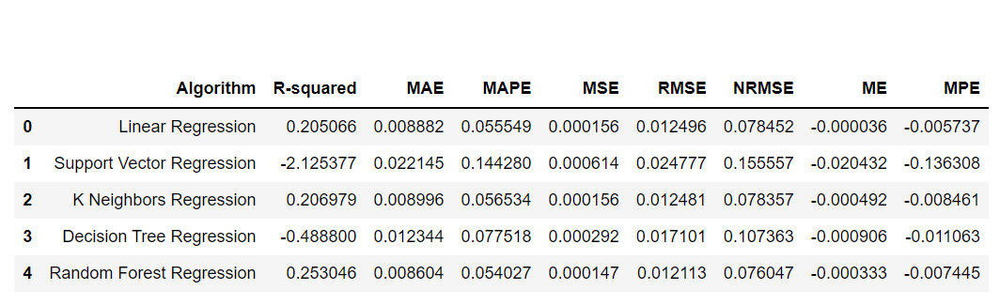 Algorithm R-squared MAE MAPE MSE RMSE NRMSE ME MPE
0 Linear Regression 0.205066 0.008882 0.055549 0.000156 0.012496 0.078452 -0.000036 -0.005737
1 Support Vector Regression -2.125377 0.022145 0.144280 0.000614 0.024777 0.155557 -0.020432 -0.136308
2 K Neighbors Regression 0.206979 0.008996 0.056534 0.000156 0.012481 0.078357 -0.000492 -0.008461
3 Decision Tree Regression -0.488800 0.012344 0.077518 0.000292 0.017101 0.107363 -0.000906 -0.011063
4 Random Forest Regression 0.253046 0.008604 0.054027 0.000147 0.012113 0.076047 -0.000333 -0.007445